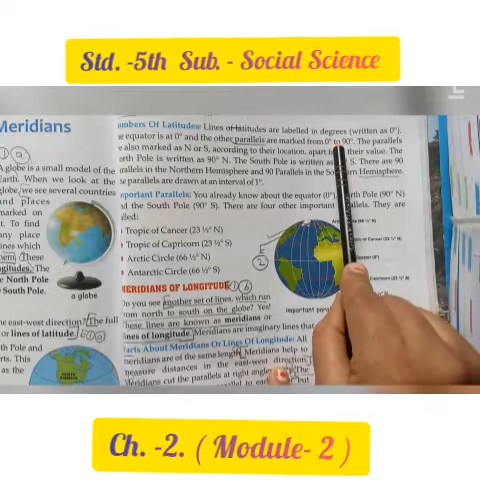 Std. -5th Sub. - Social Science
Meridians
A globe is a small model of the
Earth. When we look at the
globe, we see several countries
and places
marked on
it. To find
any place
lines which
them. These
longitudes. The
e North Pole
South Pole.
a globe
he east-west direction? The full
or lines of latitude.
th Pole and
rts. This
as the
Numbers Of Latitudes: Lines of latitudes are labelled in degrees (written as 0°).
equator is at 0° and the other parallels are marked from 0° to 90°. The parallels
also marked as N or S, according to their location, apart their value. The
North Pole is written as 90° N. The South Pole is written as S. There are 90
parallels in the Northern Hemisphere and 90 Parallels in the Southern Hemisphere.
parallels are drawn at an interval of 1°.
Important Parallels: You already know about the equator (0°), North Pole (90° N)
and the South Pole (90° S). There are four other important parallels. They are
called:
• Tropic of Cancer (23 ½° N)
• Tropic of Capricorn (23 ½° S)
• Arctic Circle (66 ½° N)
• Antarctic Circle (66 ½° S)
MERIDIANS OF LONGITUDE
Do you see another set of lines, which run
from north to south on the globe? Yes!
These lines are known as meridians or
lines of longitude. Meridians are imaginary lines that
Facts About Meridians Or Lines Of Longitude: All
meridians are of the same length. Meridians help to
measure distances in the east-west direction. The
Meridians cut the parallels at right angles
but
Ch. -2. ( Module- 2 )